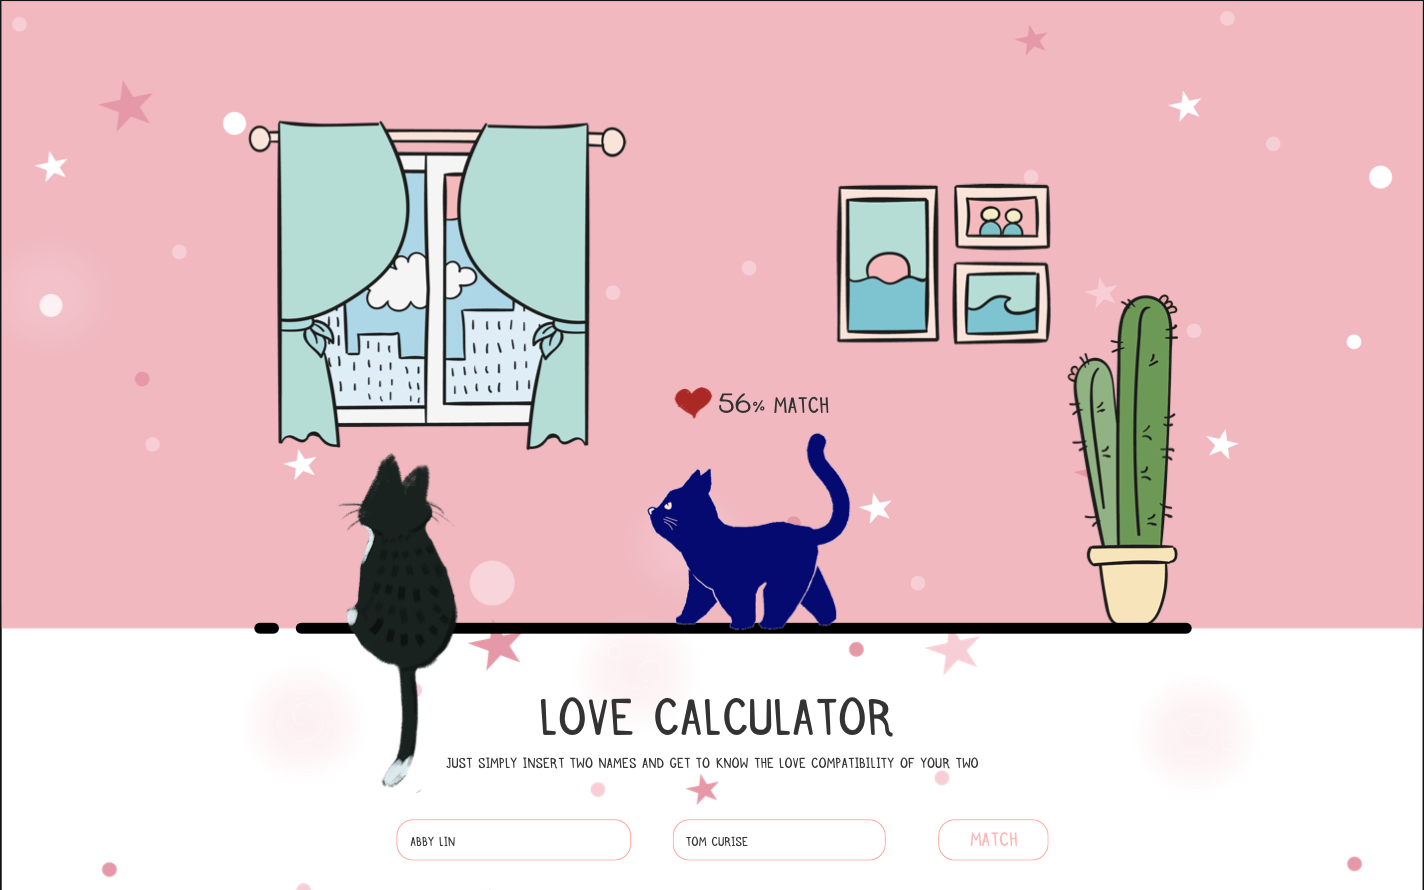 56% MATCH
LOVE CALCULATOR
JUST SIMPLY INSERT TWO NAMES AND GET TO KNOW THE LOVE COMPATIBILITY OF YOUR TWO
ABBY LIN
TOM CURISE
MATCH